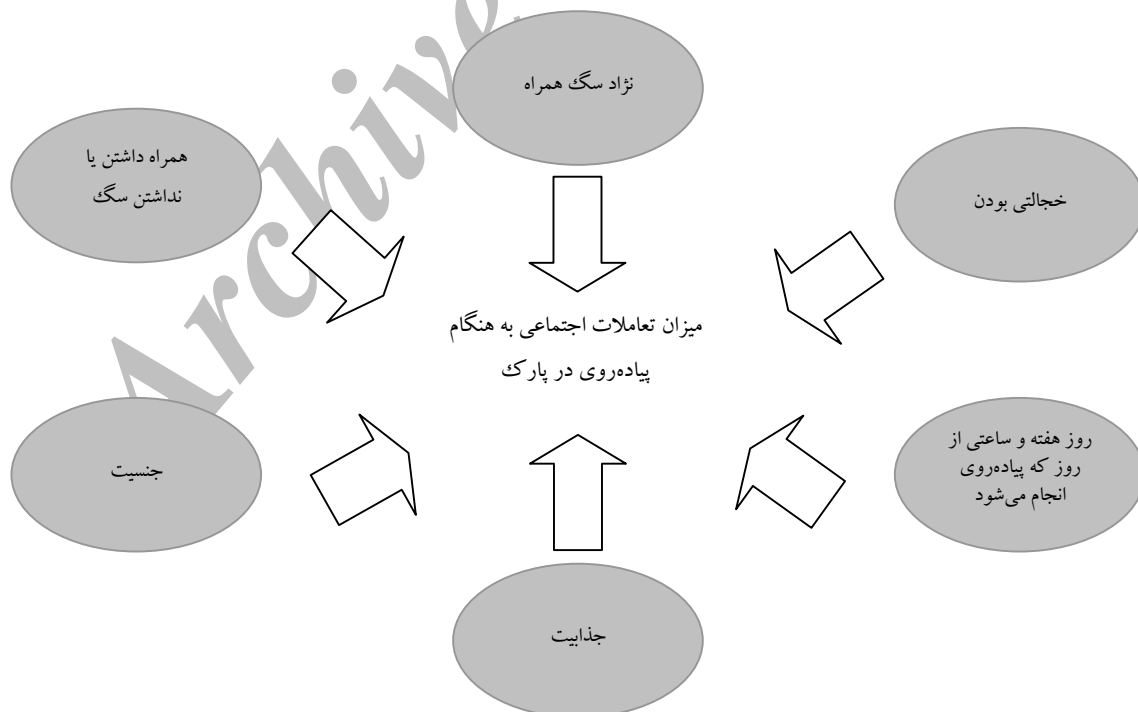 نژاد سگ همراه
همراه داشتن یا
نداشتن سگ
خجالتی بودن
میزان تعاملات اجتماعی به هنگام
پیاده‌روی در پارک
روز هفته و ساعتی از
روز که پیاده‌روی
انجام می‌شود
جنسیت
جذابیت
Archive